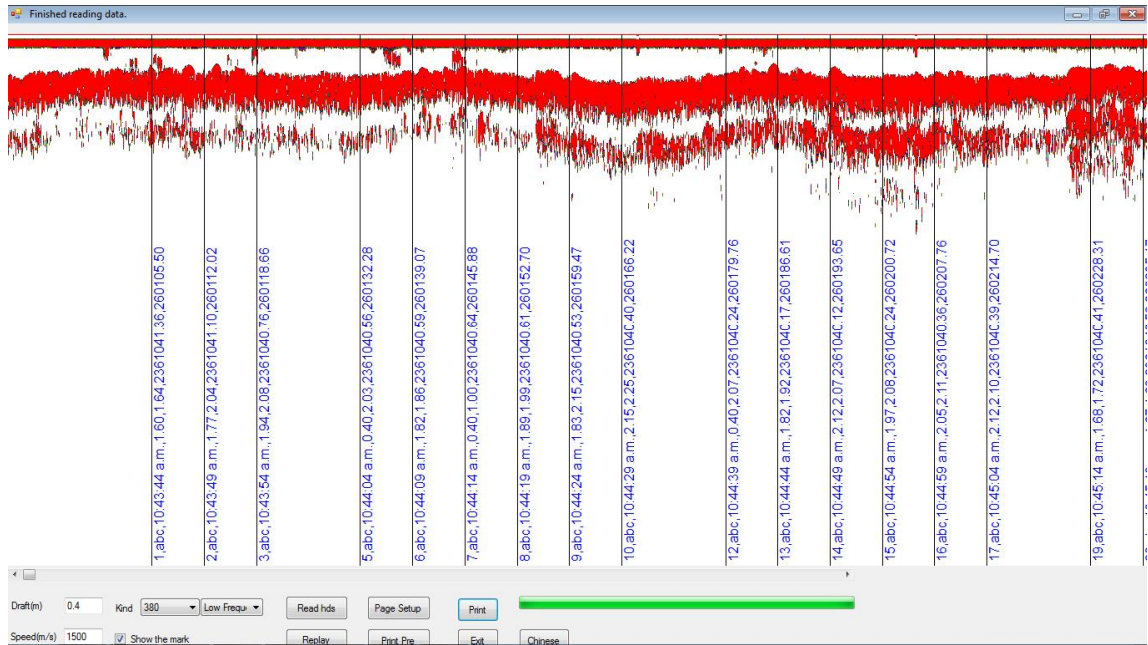 Finished reading data.
1,abc,10:43:44 a.m.,1.60,1.64,2361041.36,260105.50
2,abc,10:43:49 a.m.,1.77,2.04,2361041.10,260112.02
3,abc,10:43:54 a.m.,1.94,2.08,2361040.76,260118.66
5,abc,10:44:04 a.m.,0.40,2.03,2361040.56,260132.28
6,abc,10:44:09 a.m.,1.82,1.86,2361040.59,260139.07
7,abc,10:44:14 a.m.,0.40,1.00,2361040.64,260145.88
8,abc,10:44:19 a.m.,1.89,1.99,2361040.61,260152.70
9,abc,10:44:24 a.m.,1.83,2.15,2361040.53,260159.47
10,abc,10:44:29 a.m.,2.15,2.25,2361040.40,260166.22
12,abc,10:44:39 a.m.,0.40,2.07,2361040.24,260179.76
13,abc,10:44:44 a.m.,1.82,1.92,2361040.17,260186.61
14,abc,10:44:49 a.m.,2.12,2.07,2361040.12,260193.65
15,abc,10:44:54 a.m.,1.97,2.08,2361040.24,260200.72
16,abc,10:44:59 a.m.,2.05,2.11,2361040.36,260207.76
17,abc,10:45:04 a.m.,2.12,2.10,2361040.39,260214.70
19,abc,10:45:14 a.m.,1.68,1.72,2361040.41,260228.31
Draft(m) 0.4 Kind 380 Low Frequ Read hds Page Setup Print
Speed(m/s) 1500 Show the mark Replay Print Pre Exit Chinese